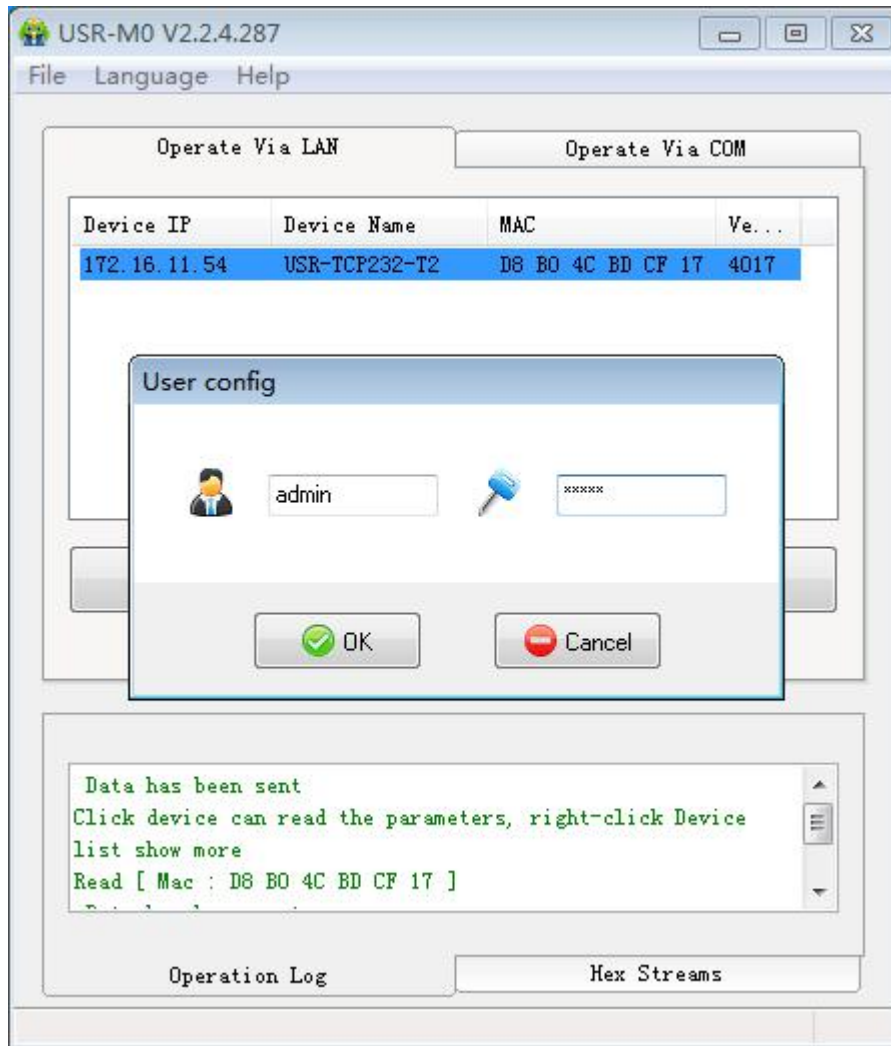 USR-M0 V2.2.4.287
File Language Help
Operate Via LAN Operate Via COM
Device IP Device Name MAC Ve...
172.16.11.54 USR-TCP232-T2 D8 B0 4C BD CF 17 4017
User config
admin *****
OK Cancel
Data has been sent
Click device can read the parameters, right-click Device
list show more
Read [ Mac : D8 B0 4C BD CF 17 ]
Operation Log Hex Streams